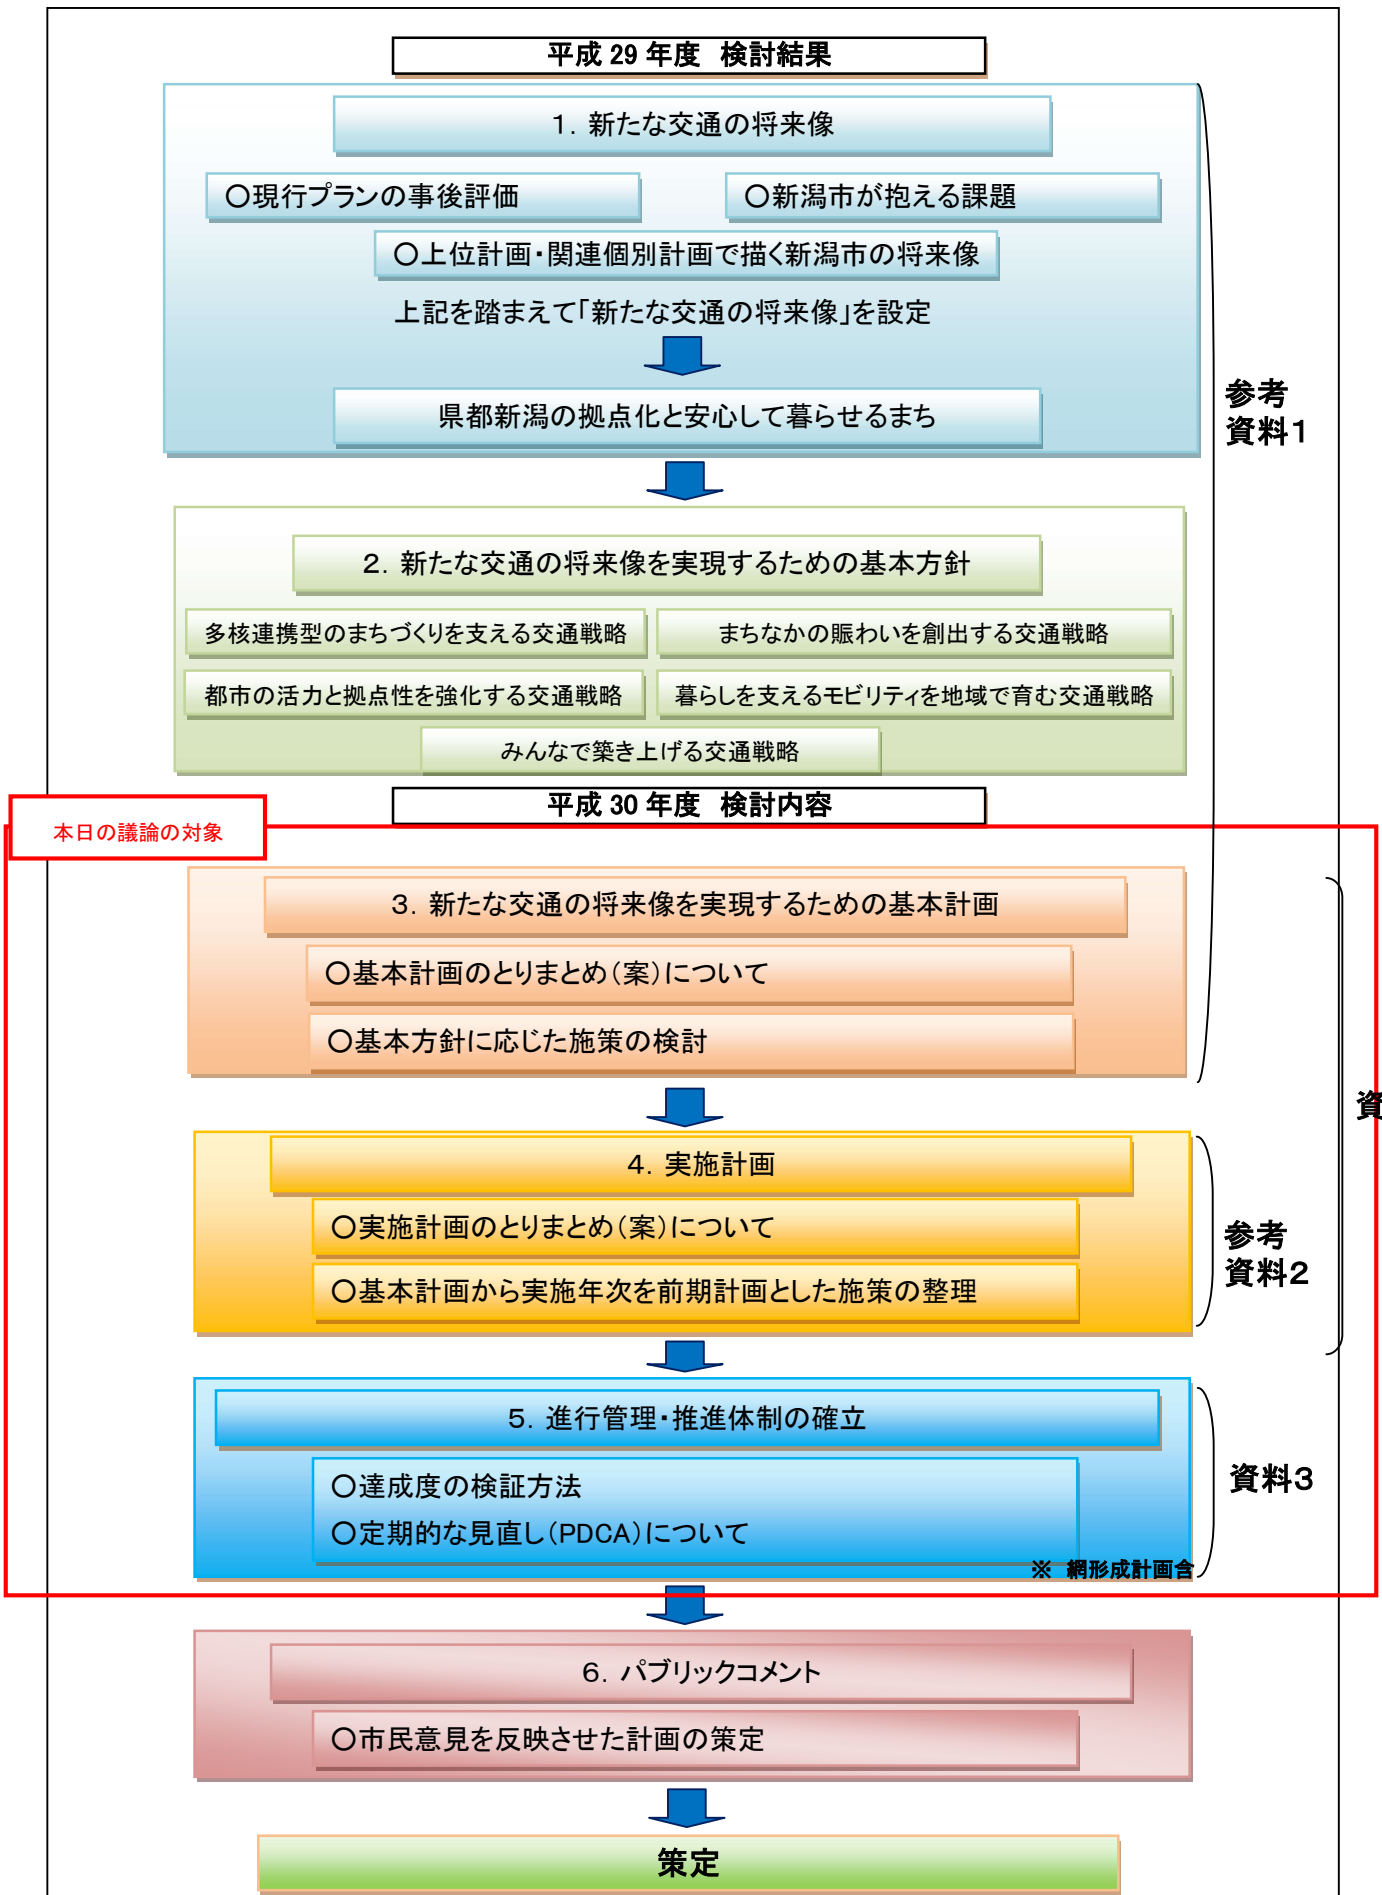 平成 29 年度 検討結果
1．新たな交通の将来像
〇現行プランの事後評価
〇新潟市が抱える課題
〇上位計画・関連個別計画で描く新潟市の将来像
上記を踏まえて「新たな交通の将来像」を設定
県都新潟の拠点化と安心して暮らせるまち
参考
資料1
2．新たな交通の将来像を実現するための基本方針
多核連携型のまちづくりを支える交通戦略
まちなかの賑わいを創出する交通戦略
都市の活力と拠点性を強化する交通戦略
暮らしを支えるモビリティを地域で育む交通戦略
みんなで築き上げる交通戦略
平成 30 年度 検討内容
本日の議論の対象
3．新たな交通の将来像を実現するための基本計画
〇基本計画のとりまとめ（案）について
〇基本方針に応じた施策の検討
資
4．実施計画
〇実施計画のとりまとめ（案）について
〇基本計画から実施年次を前期計画とした施策の整理
参考
資料2
5．進行管理・推進体制の確立
〇達成度の検証方法
〇定期的な見直し（PDCA）について
※ 網形成計画含
資料3
6．パブリックコメント
〇市民意見を反映させた計画の策定
策定